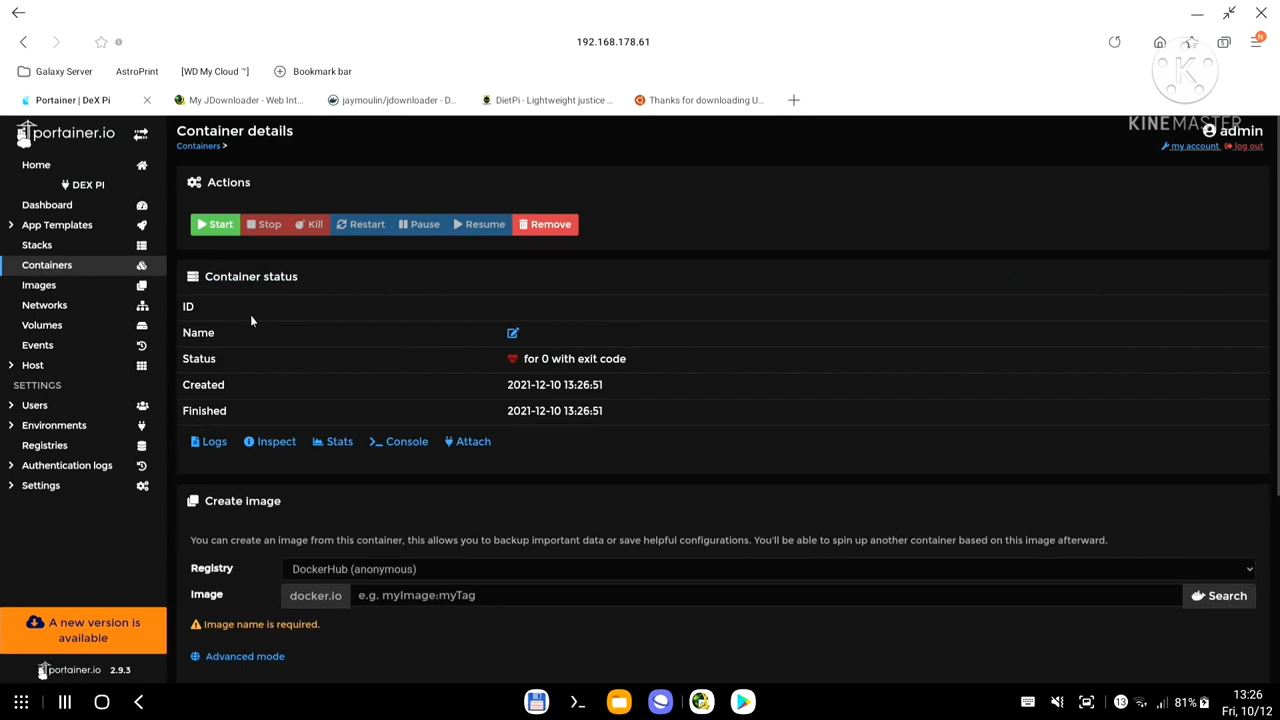 192.168.178.61
Galaxy Server AstroPrint [WD My Cloud ™] Bookmark bar
Portainer | DeX Pi My JDownloader - Web Int... jaymoulin/jdownloader - D... DietPi - Lightweight justice ... Thanks for downloading U...
K
KINEMASTER
portainer.io
Container details
Containers >
admin
my account log out
Home
DEX PI
Dashboard
App Templates
Stacks
Containers
Images
Networks
Volumes
Events
Host
SETTINGS
Users
Environments
Registries
Authentication logs
Settings
A new version is
available
portainer.io 2.9.3
Actions
Start Stop Kill Restart Pause Resume Remove
Container status
ID
Name
Status for 0 with exit code
Created 2021-12-10 13:26:51
Finished 2021-12-10 13:26:51
Logs Inspect Stats >_ Console Attach
Create image
You can create an image from this container, this allows you to backup important data or save helpful configurations. You'll be able to spin up another container based on this image afterward.
Registry DockerHub (anonymous)
Image docker.io e.g. myImage:myTag Search
Image name is required.
Advanced mode
13 81% 13:26
Fri, 10/12